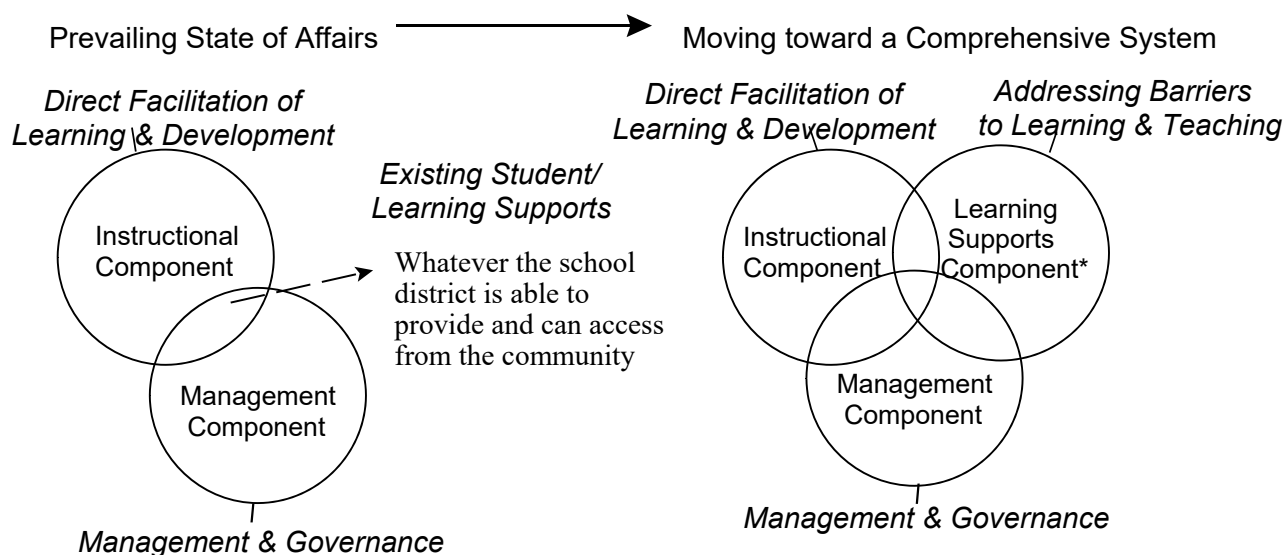 Prevailing State of Affairs
Moving toward a Comprehensive System
Direct Facilitation of
Learning & Development
Existing Student/
Learning Supports
Whatever the school
district is able to
provide and can access
from the community
Instructional
Component
Management
Component
Management & Governance
Direct Facilitation of
Learning & Development
Addressing Barriers
to Learning & Teaching
Instructional
Component
Learning
Supports
Component*
Management
Component
Management & Governance